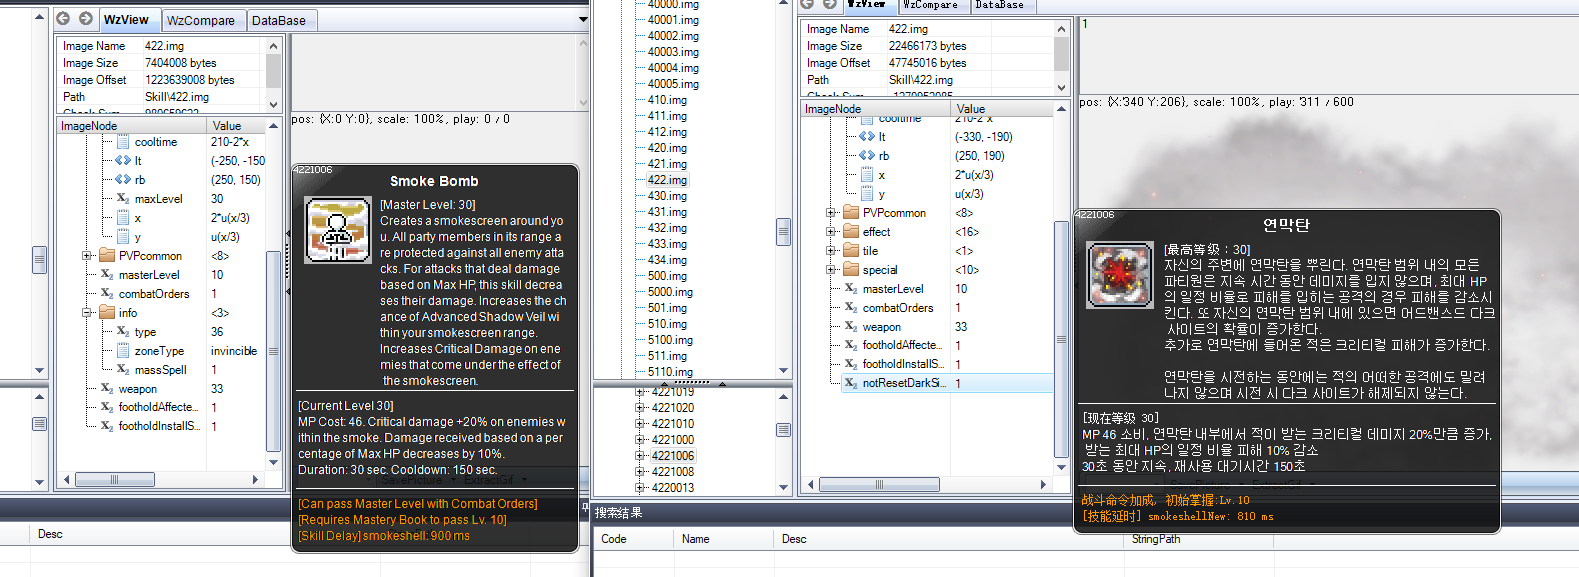 WzView WzCompare DataBase
Image Name 422.img
Image Size 7404008 bytes
Image Offset 1223639008 bytes
Path Skill\422.img
ImageNode Value
cooltime 210-2*x
lt (-250, -150
rb (250, 150)
maxLevel 30
x 2*u(x/3)
y u(x/3)
PVPcommon <8>
masterLevel 10
combatOrders 1
info <3>
type 36
zoneType invincible
massSpell 1
weapon 33
footholdAffecte... 1
footholdInstallS... 1
Desc
pos: {X:0 Y:0}, scale: 100%, play: 0 / 0
4221006
Smoke Bomb
[Master Level: 30]
Creates a smokescreen around yo
u. All party members in its range a
re protected against all enemy atta
cks. For attacks that deal damage
based on Max HP, this skill decrea
ses their damage. Increases the ch
ance of Advanced Shadow Veil wi
thin your smokescreen range.
Increases Critical Damage on ene
mies that come under the effect of
the smokescreen.
[Current Level 30]
MP Cost: 46. Critical damage +20% on enemies w
ithin the smoke. Damage received based on a per
centage of Max HP decreases by 10%.
Duration: 30 sec. Cooldown: 150 sec.
SavePicture ExtractGif
[Can pass Master Level with Combat Orders]
[Requires Mastery Book to pass Lv. 10]
[Skill Delay] smokeshell: 900 ms
40000.img
40001.img
40002.img
40003.img
40004.img
40005.img
410.img
411.img
412.img
420.img
421.img
422.img
430.img
431.img
432.img
433.img
434.img
500.img
5000.img
501.img
510.img
5100.img
511.img
5110.img
4221019
4221020
4221010
4221000
4221006
4221008
4220013
搜索结果
Code Name Desc StringPath
WzView WzCompare DataBase
Image Name 422.img
Image Size 22466173 bytes
Image Offset 47745016 bytes
Path Skill\422.img
ImageNode Value
cooltime 210-2*x
lt (-330, -190)
rb (250, 190)
x 2*u(x/3)
y u(x/3)
PVPcommon <8>
effect <16>
tile <1>
special <10>
masterLevel 10
combatOrders 1
weapon 33
footholdAffecte... 1
footholdInstallS... 1
notResetDarkSi... 1
1
pos: {X:'340 Y:206}, scale: 100%, play: '311 / 600
4221006
연막탄
[最高等级：30]
자신의 주변에 연막탄을 뿌린다. 연막탄 범위 내의 모든
파티원은 지속 시간 동안 데미지를 입지 않으며, 최대 HP
의 일정 비율로 피해를 입히는 공격의 경우 피해를 감소시
킨다. 또 자신의 연막탄 범위 내에 있으면 어드밴스드 다크
사이트의 확률이 증가한다.
추가로 연막탄에 들어온 적은 크리티컬 피해가 증가한다.
연막탄을 시전하는 동안에는 적의 어떠한 공격에도 밀려
나지 않으며 시전 시 다크 사이트가 해제되지 않는다.
[现在等级 30]
MP 46 소비, 연막탄 내부에서 적이 받는 크리티컬 데미지 20%만큼 증가,
받는 최대 HP의 일정 비율 피해 10% 감소
30초 동안 지속, 재사용 대기시간 150초
SavePicture ExtractGif
战斗命令加成, 初始掌握:Lv.10
[技能延时] smokeshellNew: 810 ms